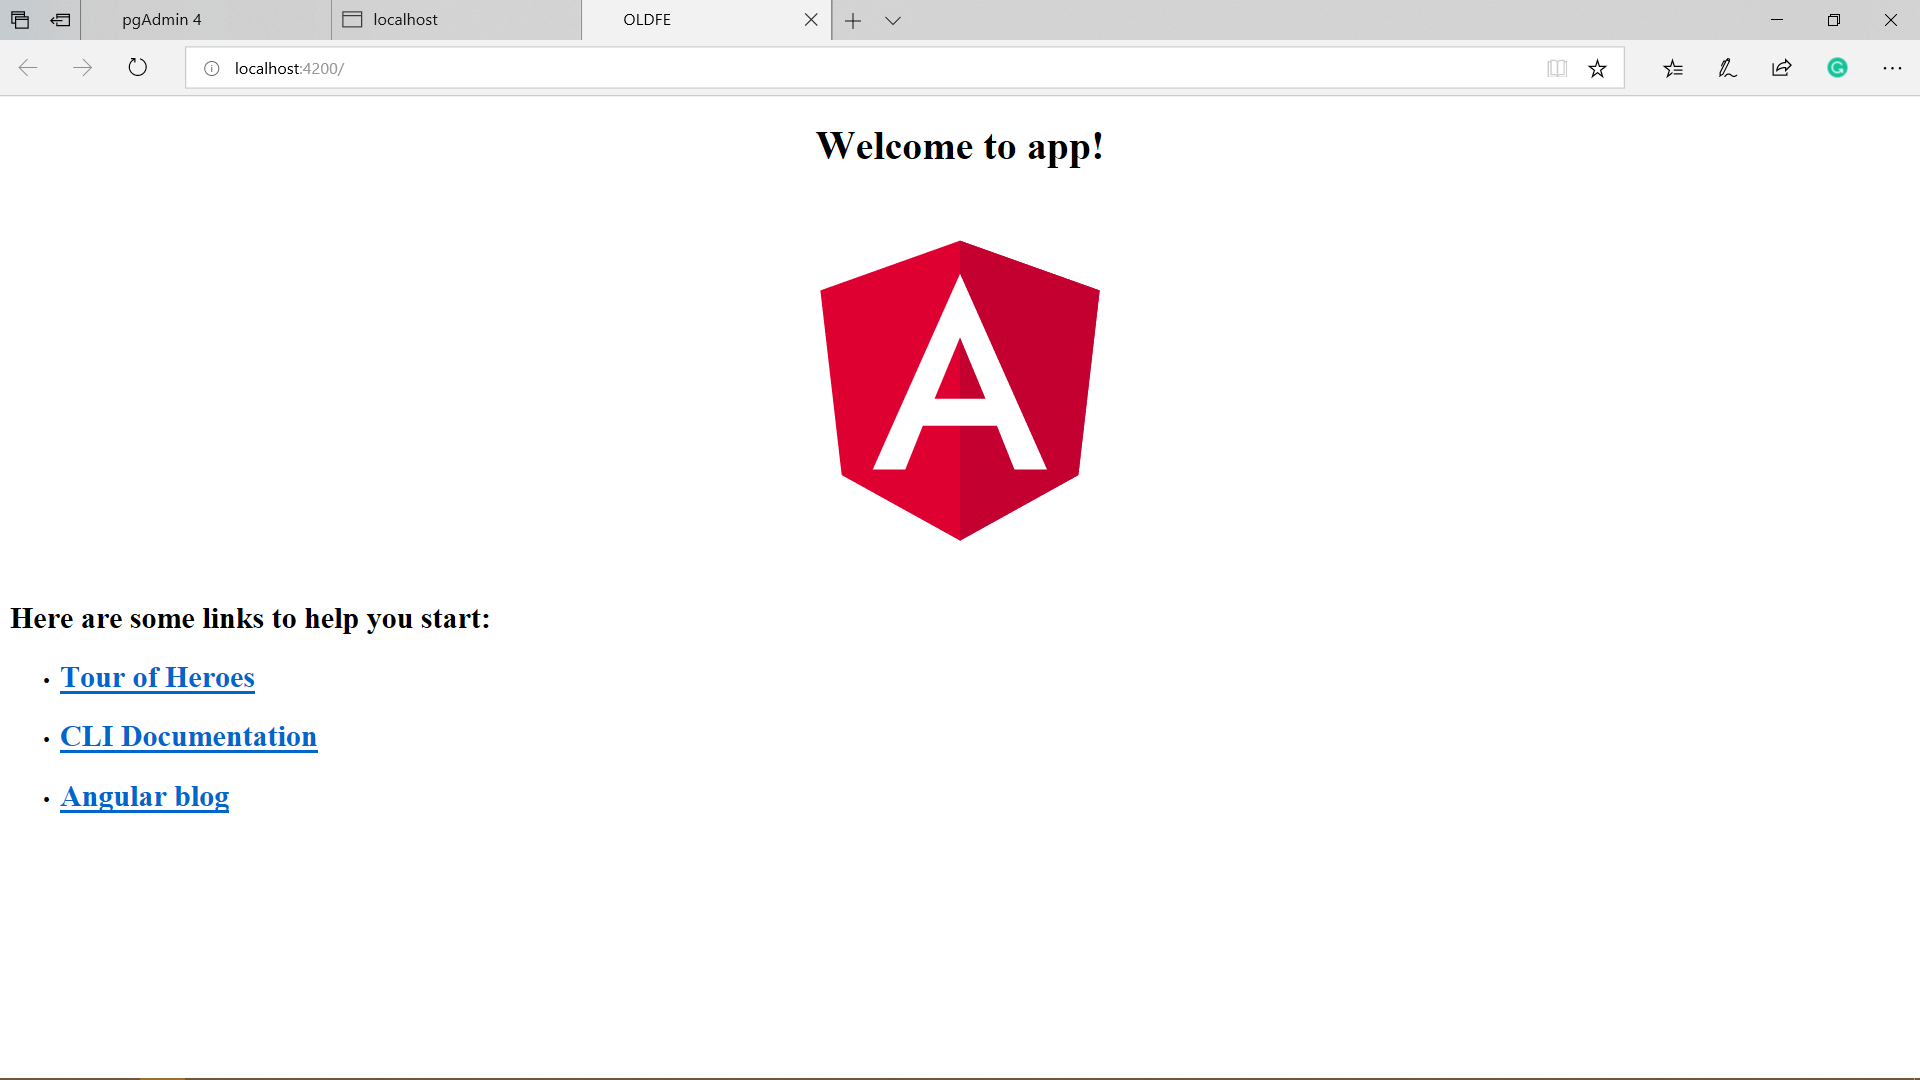 pgAdmin 4
localhost
OLDFE
localhost:4200/
Welcome to app!
A
Here are some links to help you start:
• Tour of Heroes
• CLI Documentation
• Angular blog